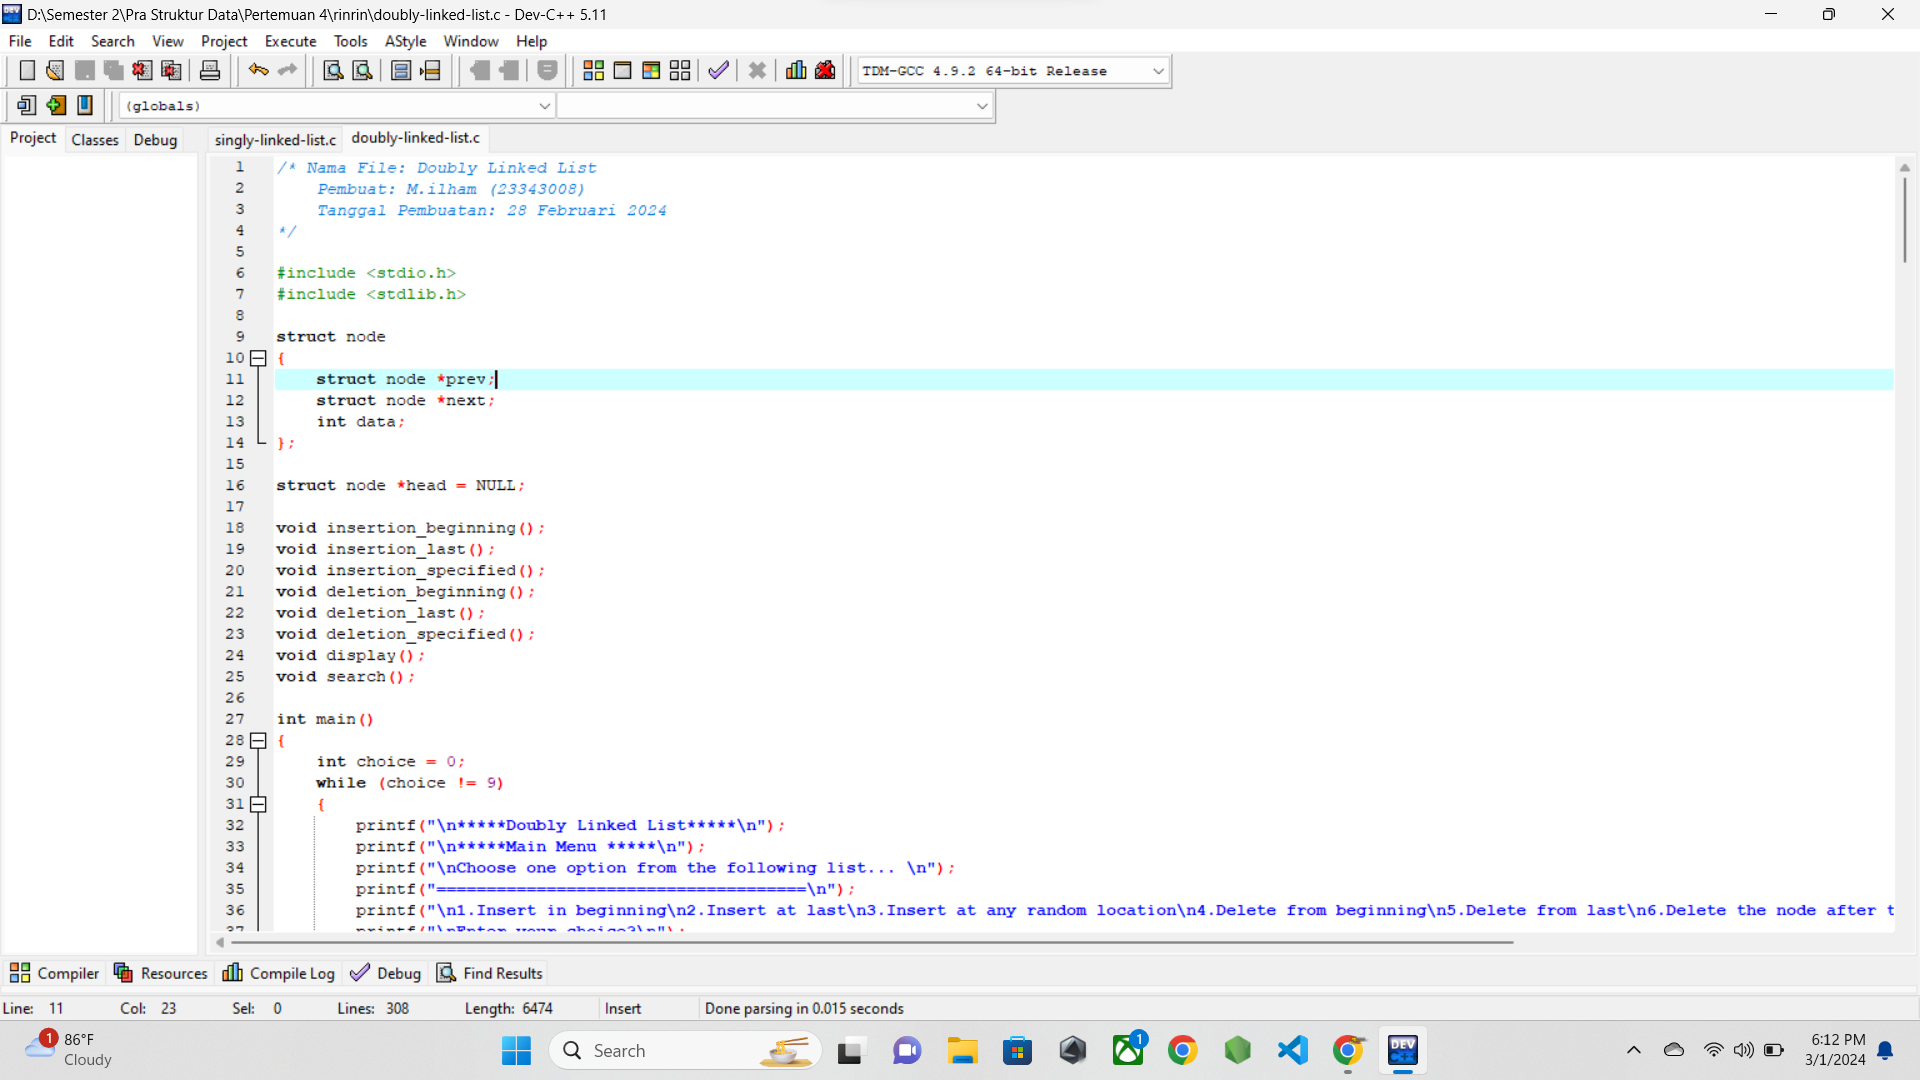 D:\Semester 2\Pra Struktur Data\Pertemuan 4\rinrin\doubly-linked-list.c - Dev-C++ 5.11
File Edit Search View Project Execute Tools AStyle Window Help
TDM-GCC 4.9.2 64-bit Release
(globals)
Project Classes Debug singly-linked-list.c doubly-linked-list.c
1 /* Nama File: Doubly Linked List
2 Pembuat: M.ilham (23343008)
3 Tanggal Pembuatan: 28 Februari 2024
4 */
5
6 #include <stdio.h>
7 #include <stdlib.h>
8
9 struct node
10 {
11 struct node *prev;
12 struct node *next;
13 int data;
14 };
15
16 struct node *head = NULL;
17
18 void insertion_beginning();
19 void insertion_last();
20 void insertion_specified();
21 void deletion_beginning();
22 void deletion_last();
23 void deletion_specified();
24 void display();
25 void search();
26
27 int main()
28 {
29 int choice = 0;
30 while (choice != 9)
31 {
32 printf("\n*****Doubly Linked List*****\n");
33 printf("\n*****Main Menu *****\n");
34 printf("\nChoose one option from the following list... \n");
35 printf("=====================================\n");
36 printf("\n1.Insert in beginning\n2.Insert at last\n3.Insert at any random location\n4.Delete from beginning\n5.Delete from last\n6.Delete the node after t
37 printf("\nEnter your choice?\n");
Compiler Resources Compile Log Debug Find Results
Line: 11 Col: 23 Sel: 0 Lines: 308 Length: 6474 Insert Done parsing in 0.015 seconds
1 86°F
Cloudy
Search
1
DEV C++
6:12 PM
3/1/2024